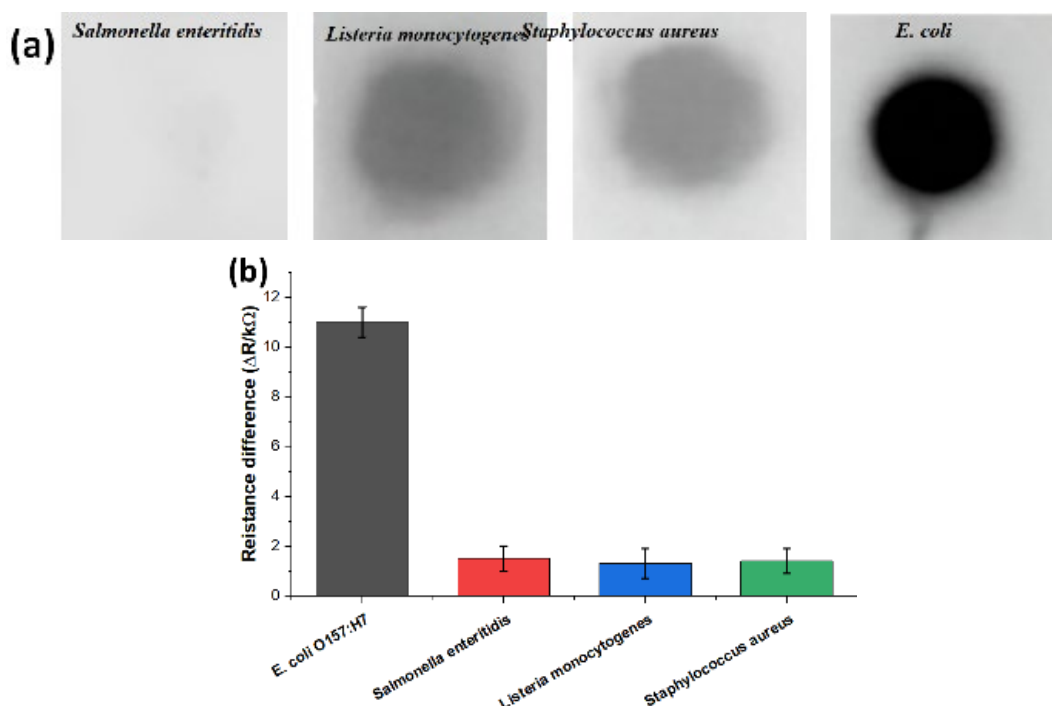 (a)
Salmonella enteritidis
Listeria monocytogenes
Staphylococcus aureus
E. coli
(b)
Reistance difference (ΔR/kΩ)
12
10
8
6
4
2
0
E. coli O157:H7
Salmonella enteritidis
Listeria monocytogenes
Staphylococcus aureus